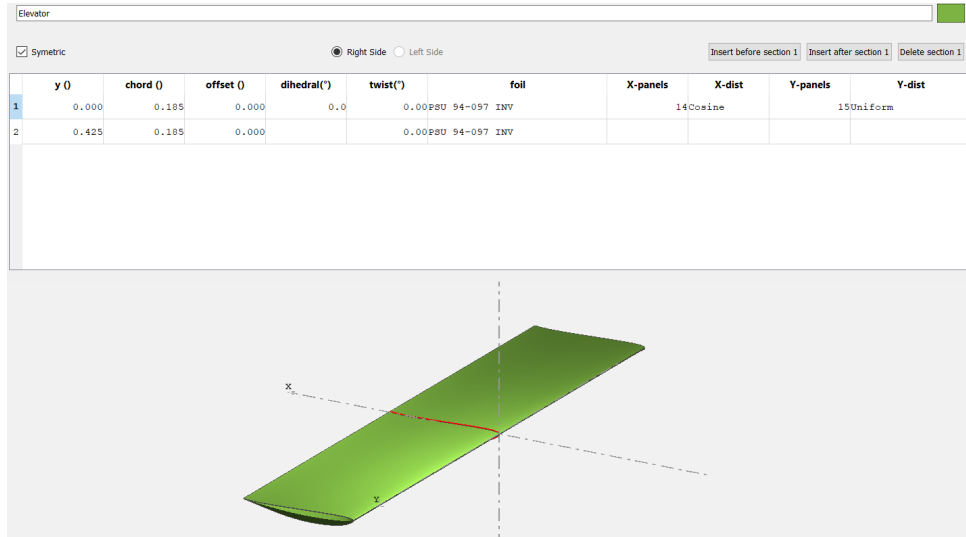 Elevator
Symetric Right Side Left Side Insert before section 1 Insert after section 1 Delete section 1
y () chord () offset () dihedral(°) twist(°) foil X-panels X-dist Y-panels Y-dist
1 0.000 0.185 0.000 0.0 0.00 PSU 94-097 INV 14 Cosine 15 Uniform
2 0.425 0.185 0.000 0.00 PSU 94-097 INV
X
Y